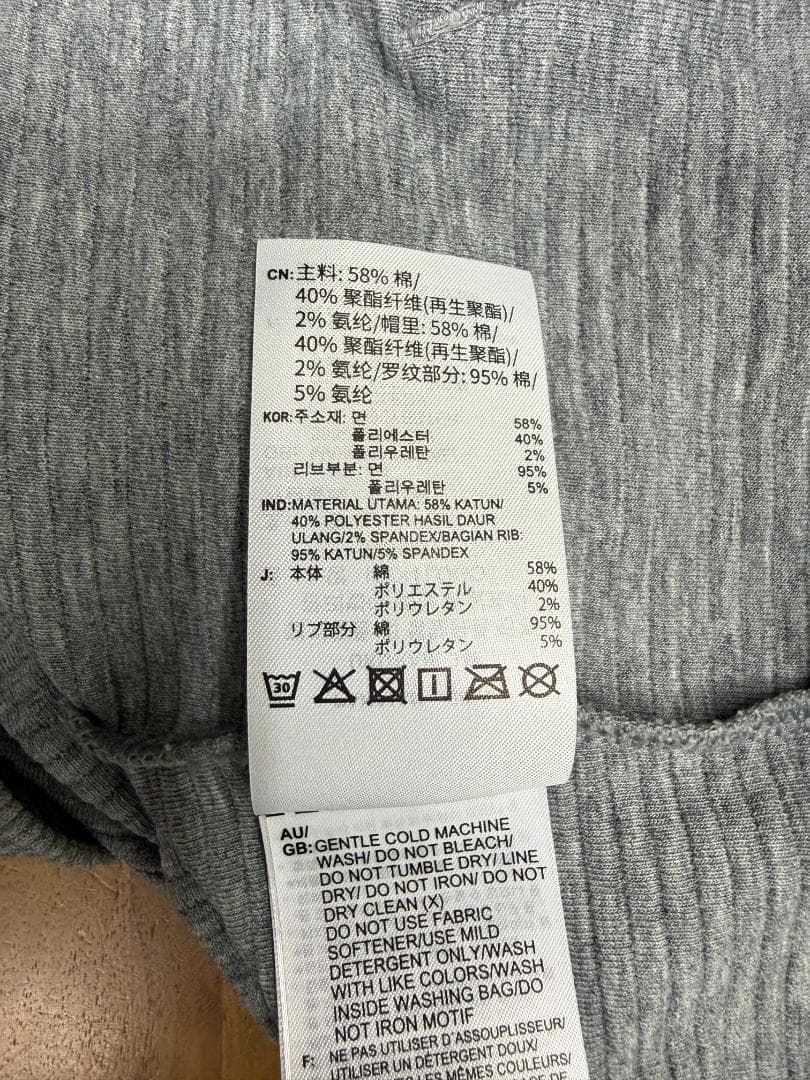 CN:主料: 58% 棉/
40% 聚酯纤维(再生聚酯)/
2% 氨纶/帽里: 58% 棉/
40% 聚酯纤维(再生聚酯)/
2% 氨纶/罗纹部分: 95% 棉/
5% 氨纶
KOR:주소재: 면 58%
폴리에스터 40%
폴리우레탄 2%
리브부분: 면 95%
폴리우레탄 5%
IND:MATERIAL UTAMA: 58% KATUN/
40% POLYESTER HASIL DAUR
ULANG/2% SPANDEX/BAGIAN RIB:
95% KATUN/5% SPANDEX
J: 本体 綿 58%
ポリエステル 40%
ポリウレタン 2%
リブ部分 綿 95%
ポリウレタン 5%
30
AU/
GB:GENTLE COLD MACHINE
WASH/ DO NOT BLEACH/
DO NOT TUMBLE DRY/ LINE
DRY/ DO NOT IRON/ DO NOT
DRY CLEAN (X)
DO NOT USE FABRIC
SOFTENER/USE MILD
DETERGENT ONLY/WASH
WITH LIKE COLORS/WASH
INSIDE WASHING BAG/DO
NOT IRON MOTIF
F: NE PAS UTILISER D'ASSOUPLISSEUR/
UTILISER UN DÉTERGENT DOUX/
LES MÊMES COULEURS/